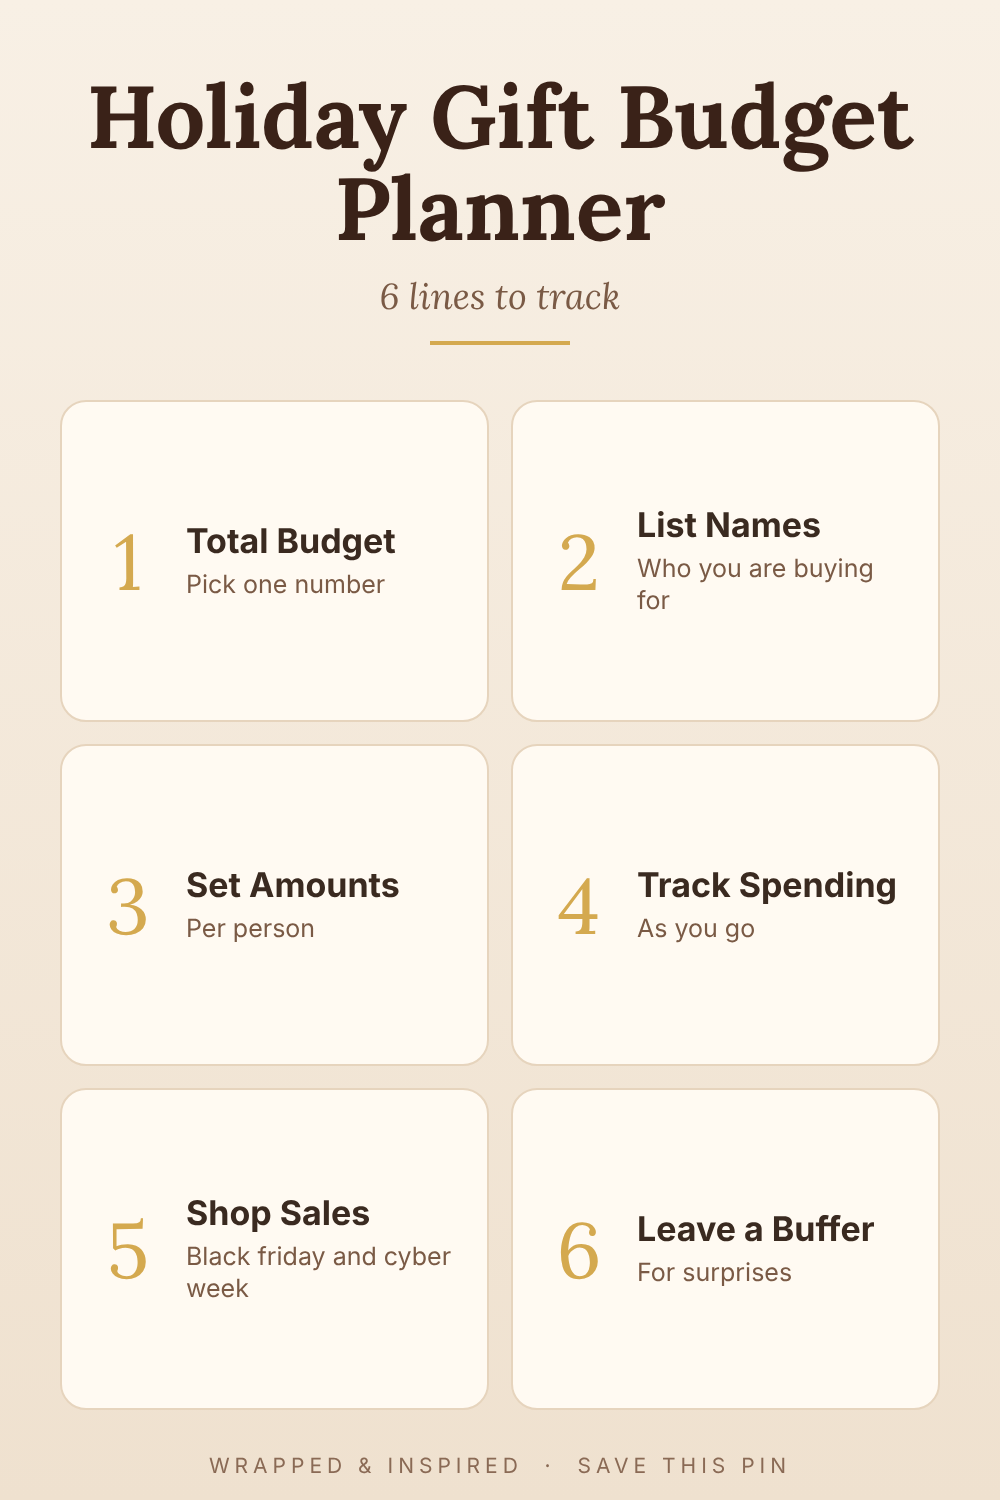 Holiday Gift Budget
Planner
6 lines to track
1
Total Budget
Pick one number
2
List Names
Who you are buying
for
3
Set Amounts
Per person
4
Track Spending
As you go
5
Shop Sales
Black friday and cyber
week
6
Leave a Buffer
For surprises
WRAPPED & INSPIRED · SAVE THIS PIN